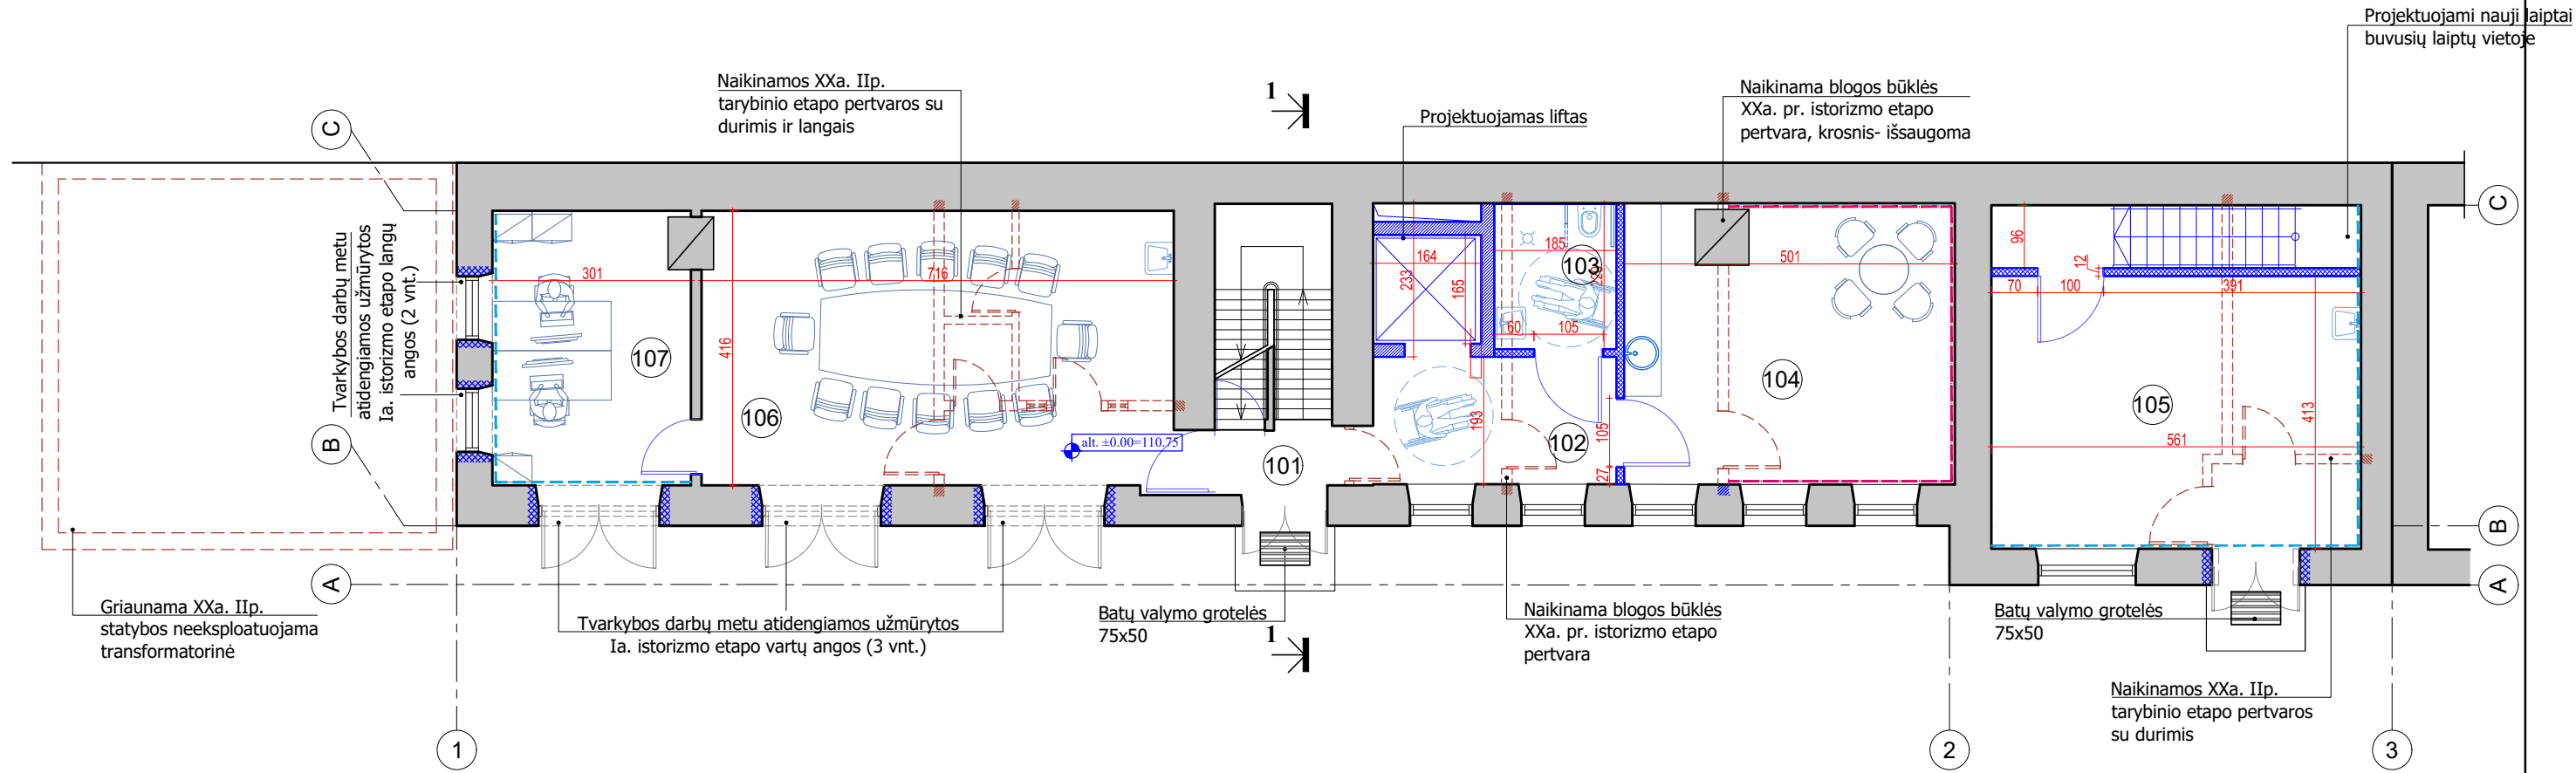 Projektuojami nauji laiptai
buvusių laiptų vietoje
Naikinamos XXa. IIp.
tarybinio etapo pertvaros su
durimis ir langais
1
Projektuojamas liftas
Naikinama blogos būklės
XXa. pr. istorizmo etapo
pertvara, krosnis- išsaugoma
C
C
Tvarkybos darbų metu
atidengiamos užmūrytos
Ia. istorizmo etapo langų
angos (2 vnt.)
301
716
416
107
106
alt. ±0.00=110.75
101
164
233
165
185
103
60
105
193
102
105
27
501
104
96
12
70
100
391
105
561
413
B
B
A
A
Griaunama XXa. IIp.
statybos neeksploatuojama
transformatorinė
Tvarkybos darbų metu atidengiamos užmūrytos
Ia. istorizmo etapo vartų angos (3 vnt.)
Batų valymo grotelės
75x50
1
Naikinama blogos būklės
XXa. pr. istorizmo etapo
pertvara
Batų valymo grotelės
75x50
Naikinamos XXa. IIp.
tarybinio etapo pertvaros
su durimis
1
2
3